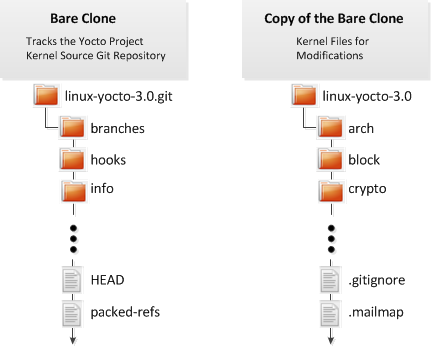 Bare Clone
Tracks the Yocto Project
Kernel Source Git Repository
linux-yocto-3.0.git
branches
hooks
info
HEAD
packed-refs
Copy of the Bare Clone
Kernel Files for
Modifications
linux-yocto-3.0
arch
block
crypto
.gitignore
.mailmap